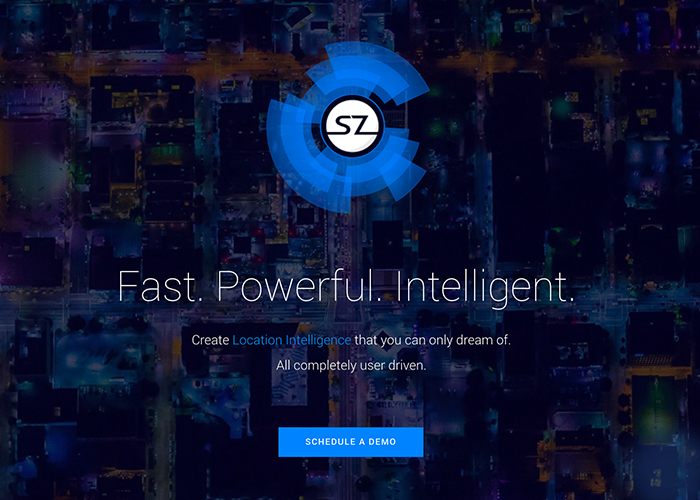 SZ
Fast. Powerful. Intelligent.
Create Location Intelligence that you can only dream of.
All completely user driven.
SCHEDULE A DEMO